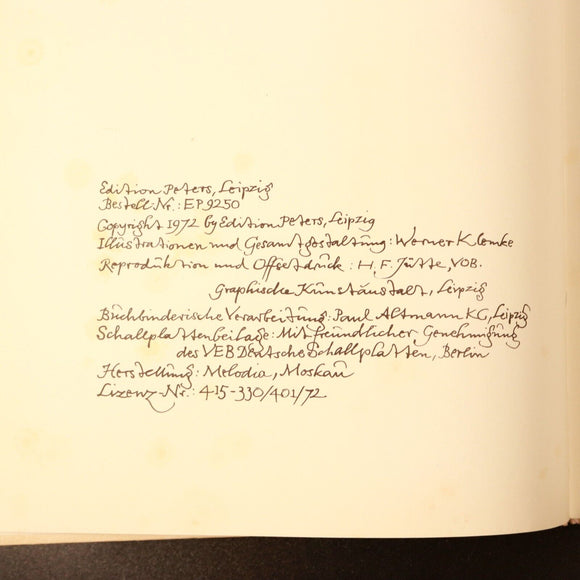 Edition Peters, Leipzig
Bestell-Nr.: EP 9250
Copyright 1972 by Edition Peters, Leipzig
Illustrationen und Gesamtgestaltung: Werner Klemke
Reproduktion und Offsetdruck: H. F. Jütte, VOB.
Graphische Kunstanstalt, Leipzig
Buchbinderische Verarbeitung: Paul Altmann KG, Leipzig
Schallplattenbeilage: Mit freundlicher Genehmigung
des VEB Deutsche Schallplatten, Berlin
Herstellung: Melodia, Moskau
Lizenz-Nr.: 415-330/401/72